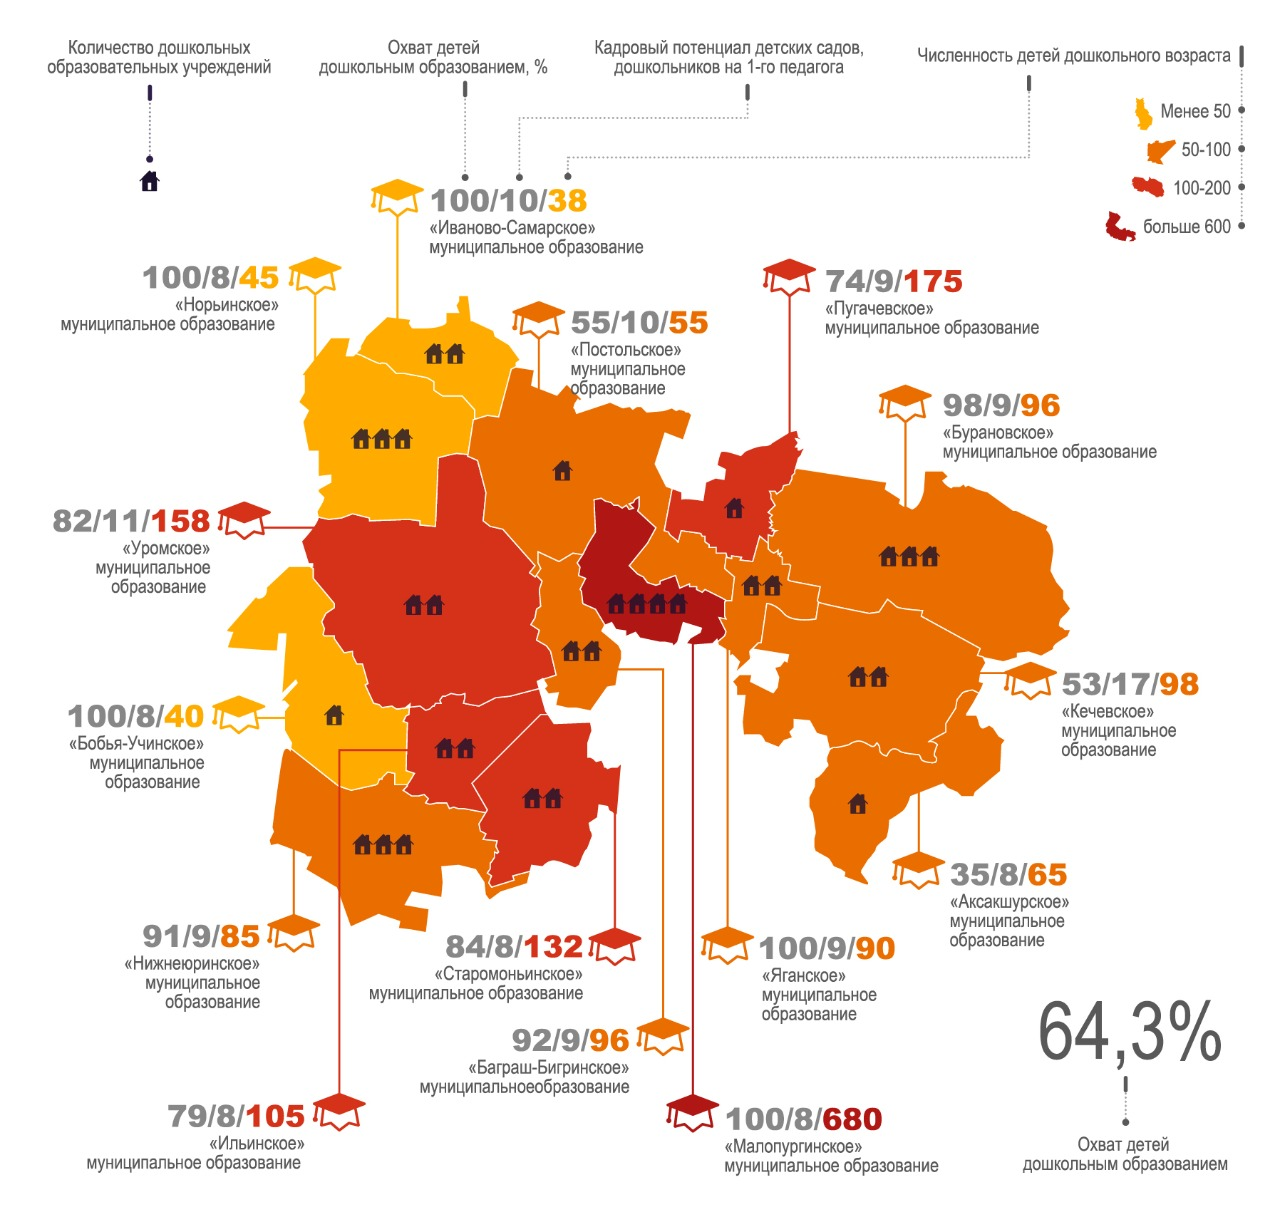 Количество дошкольных
образовательных учреждений
Охват детей
дошкольным образованием, %
Кадровый потенциал детских садов,
дошкольников на 1-го педагога
Численность детей дошкольного возраста
Менее 50
50-100
100-200
больше 600
100/10/38
«Иваново-Самарское»
муниципальное образование
100/8/45
«Норьинское»
муниципальное образование
55/10/55
«Постольское»
муниципальное
образование
74/9/175
«Пугачевское»
муниципальное образование
98/9/96
«Бурановское»
муниципальное образование
82/11/158
«Уромское»
муниципальное
образование
100/8/40
«Бобья-Учинское»
муниципальное
образование
53/17/98
«Кечевское»
муниципальное
образование
35/8/65
«Аксакшурское»
муниципальное
образование
91/9/85
«Нижнеюринское»
муниципальное
образование
84/8/132
«Старомоньинское»
муниципальное образование
100/9/90
«Яганское»
муниципальное
образование
92/9/96
«Баграш-Бигринское»
муниципальноеобразование
79/8/105
«Ильинское»
муниципальное образование
100/8/680
«Малопургинское»
муниципальное образование
64,3%
Охват детей
дошкольным образованием